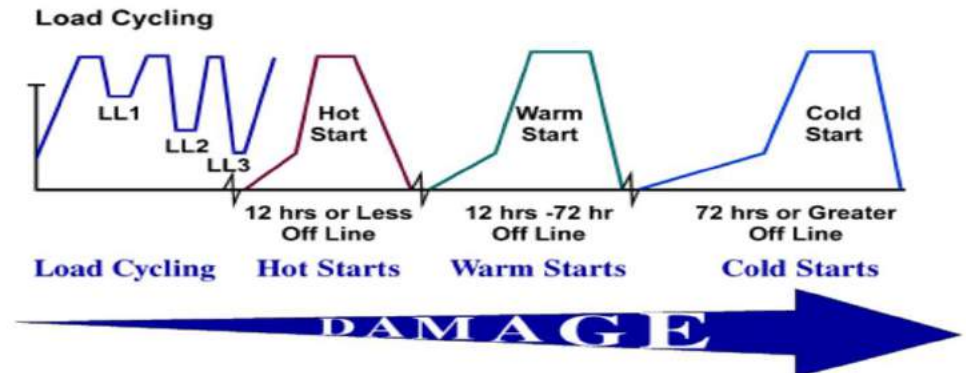 Load Cycling
LL1
LL2
LL3
Hot
Start
Warm
Start
Cold
Start
12 hrs or Less
Off Line
12 hrs -72 hr
Off Line
72 hrs or Greater
Off Line
Load Cycling
Hot Starts
Warm Starts
Cold Starts
DAMAGE